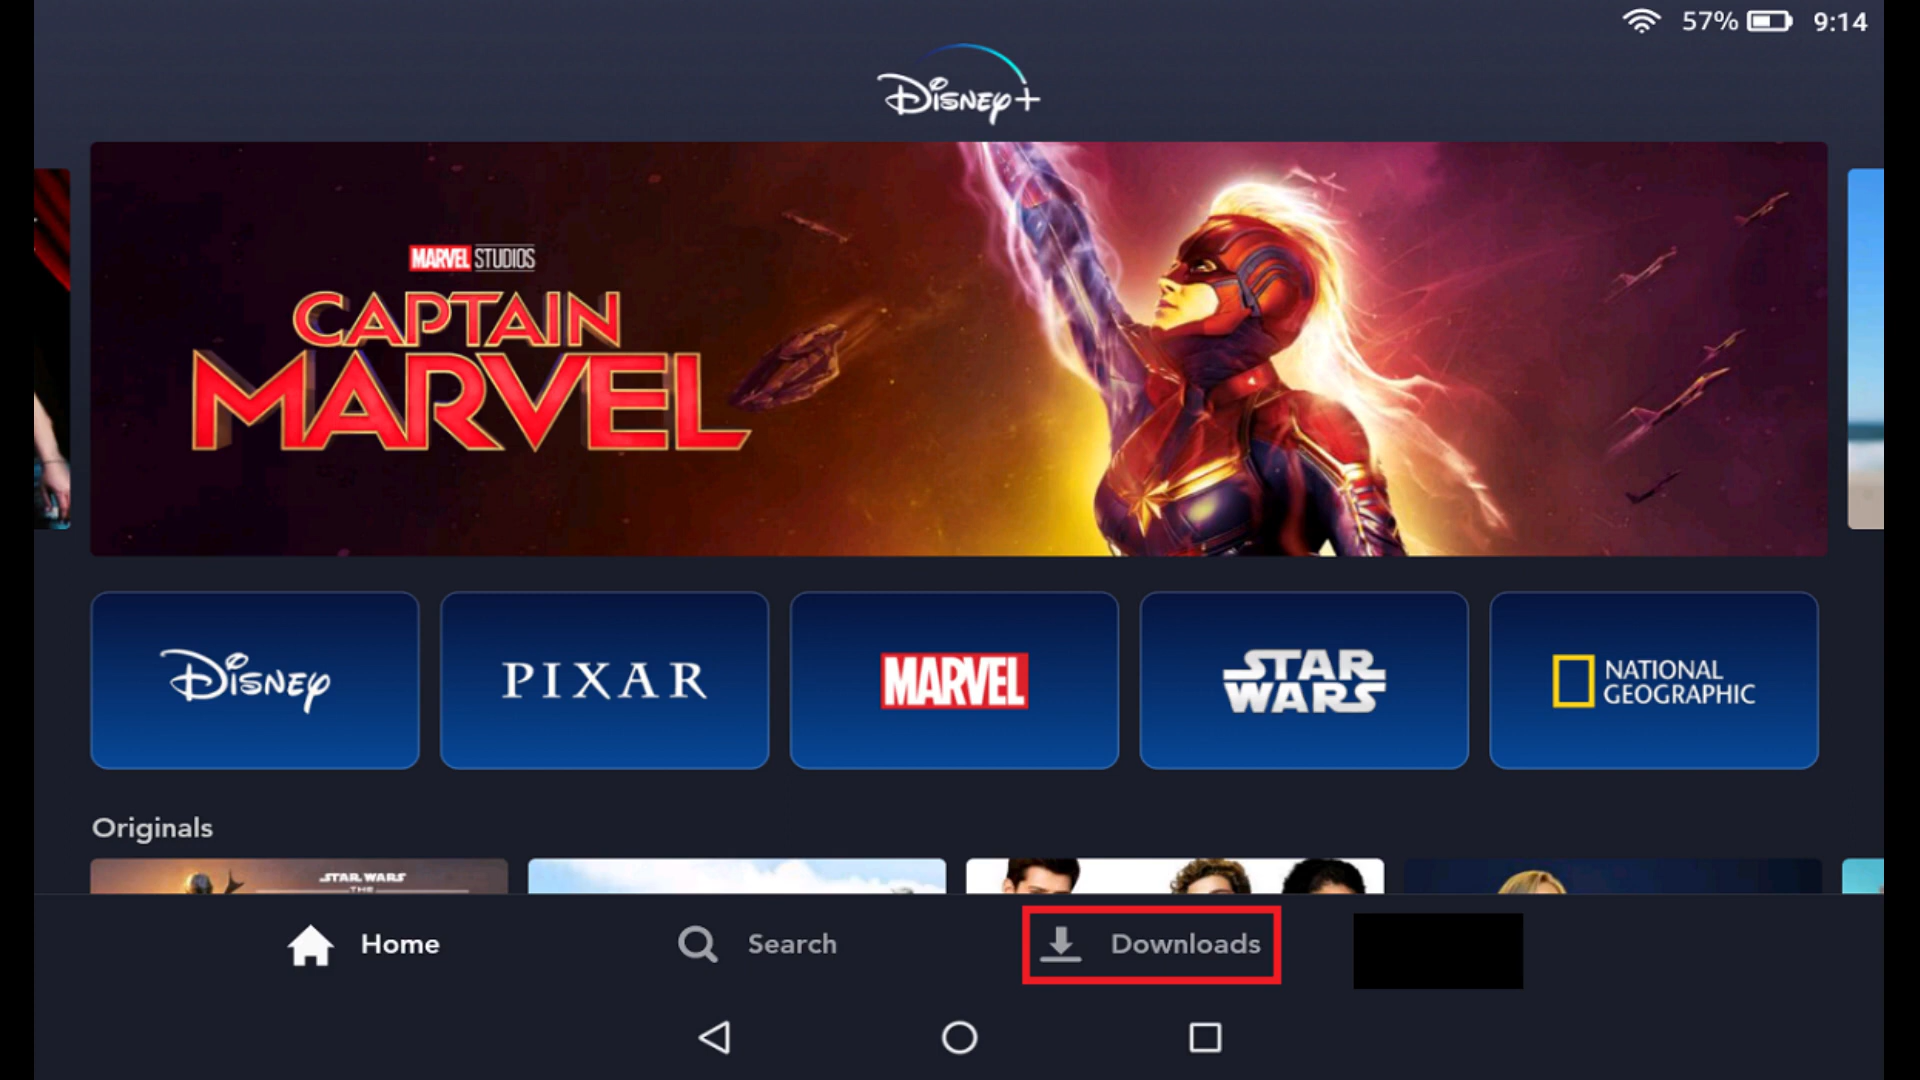 57% 9:14
Disney+
MARVEL STUDIOS
CAPTAIN
MARVEL
Disney
PIXAR
MARVEL
STAR
WARS
NATIONAL
GEOGRAPHIC
Originals
STAR WARS
THE
Home
Search
Downloads